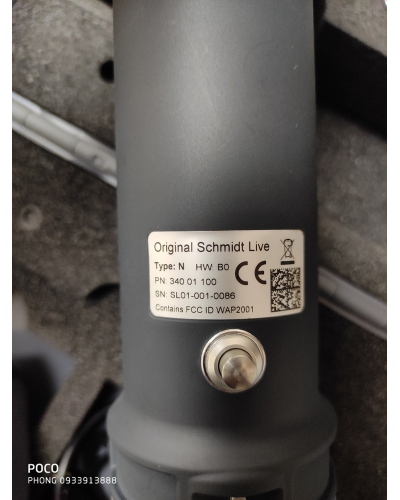 Original Schmidt Live
Type: N HW B0
PN: 340 01 100
CE
SN: SL01-001-0086
Contains FCC ID WAP2001
POCO
PHONG 0933913888